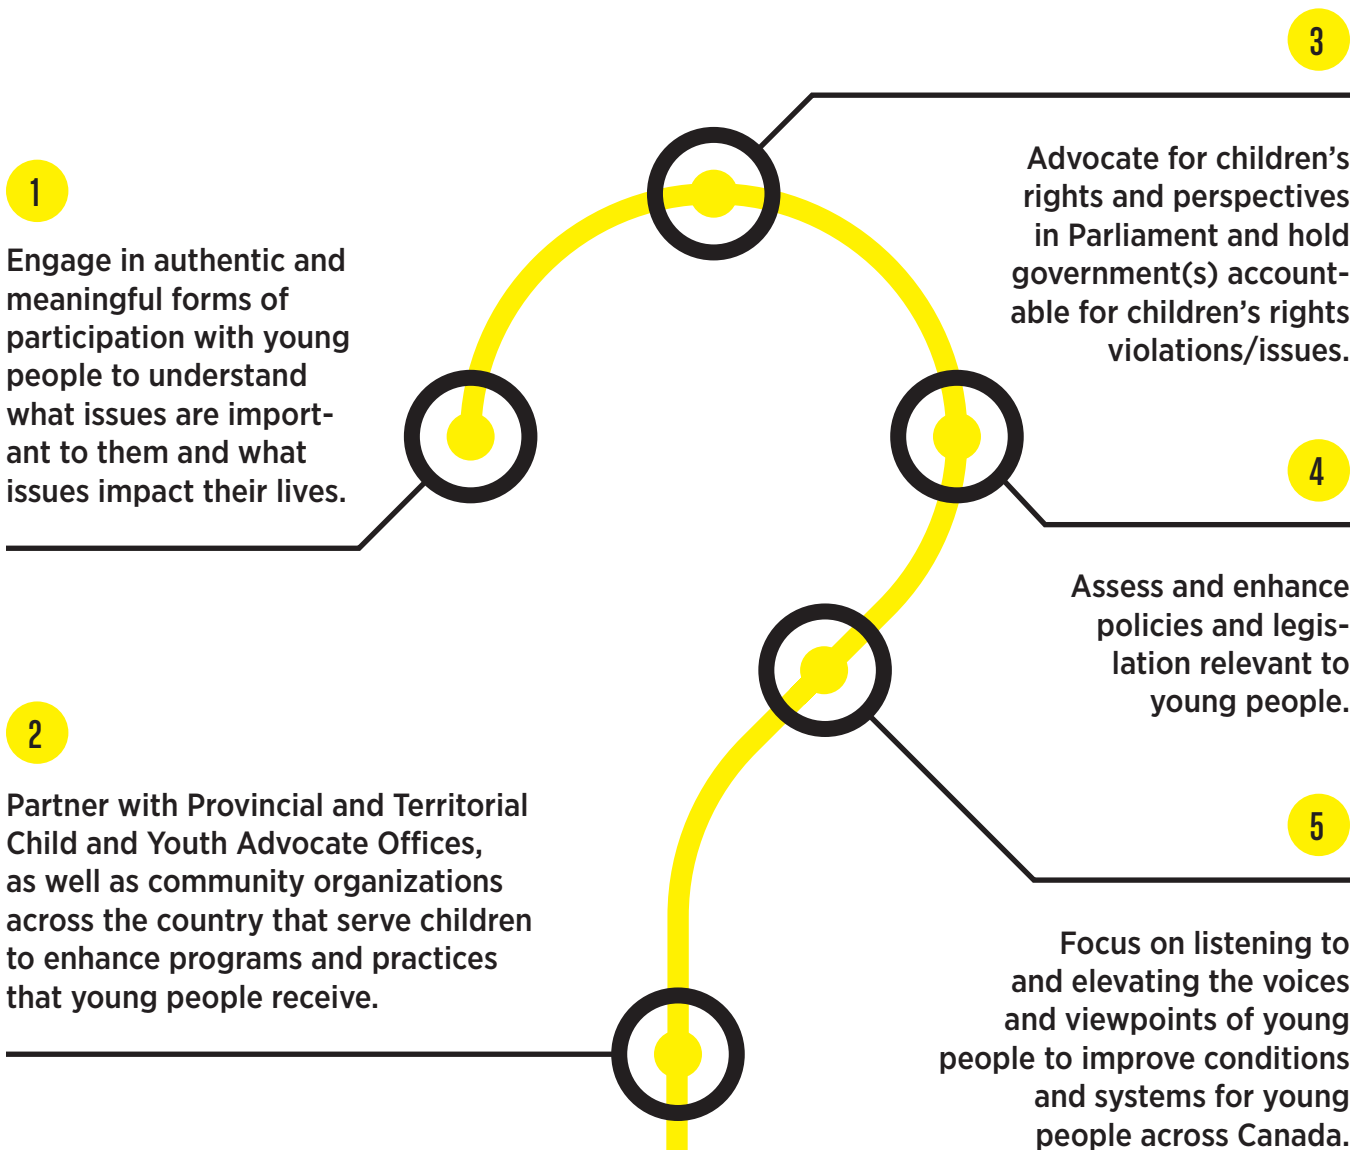 1
Engage in authentic and
meaningful forms of
participation with young
people to understand
what issues are import-
ant to them and what
issues impact their lives.
2
Partner with Provincial and Territorial
Child and Youth Advocate Offices,
as well as community organizations
across the country that serve children
to enhance programs and practices
that young people receive.
3
Advocate for children’s
rights and perspectives
in Parliament and hold
government(s) account-
able for children’s rights
violations/issues.
4
Assess and enhance
policies and legis-
lation relevant to
young people.
5
Focus on listening to
and elevating the voices
and viewpoints of young
people to improve conditions
and systems for young
people across Canada.